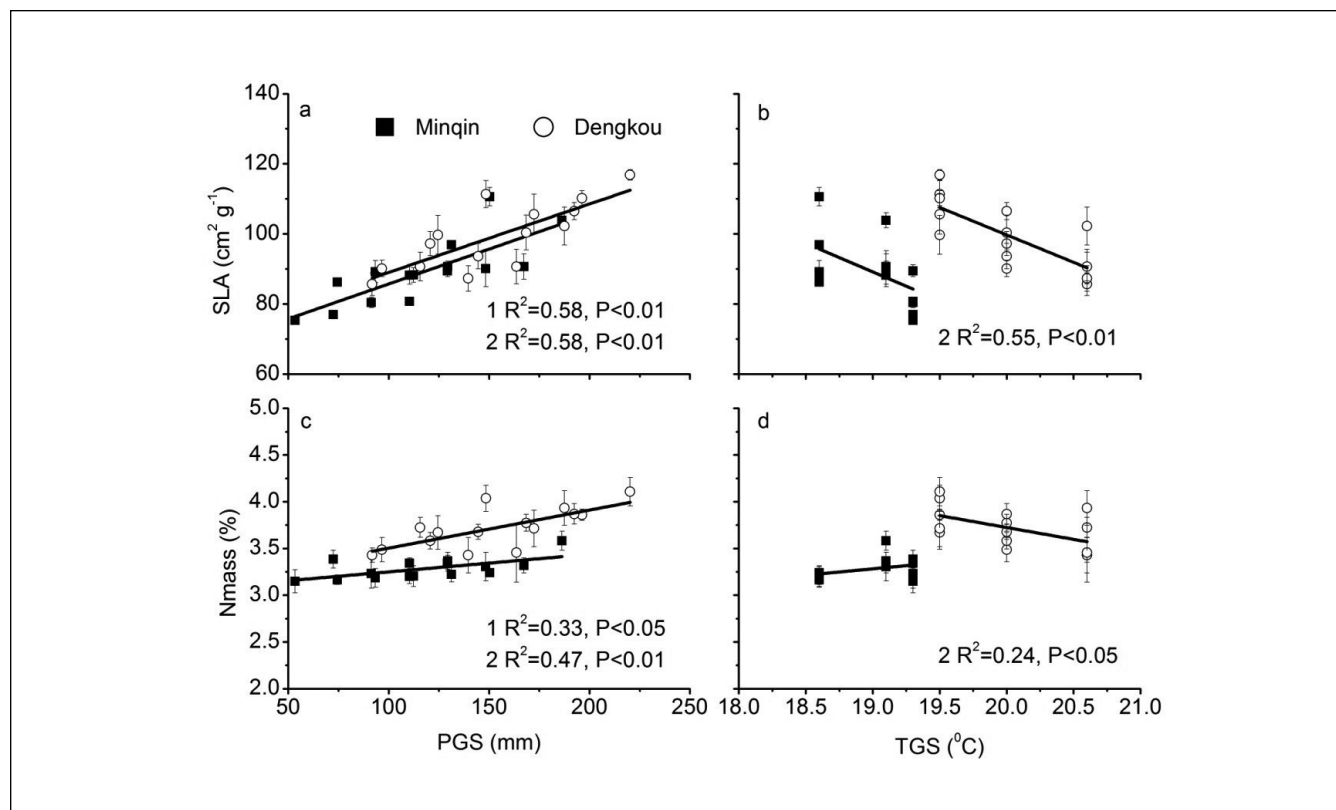 a
b
Minqin
Dengkou
SLA (cm² g⁻¹)
140
120
100
80
60
1 R²=0.58, P<0.01
2 R²=0.58, P<0.01
2 R²=0.55, P<0.01
c
d
Nmass (%)
5.0
4.5
4.0
3.5
3.0
2.5
2.0
1 R²=0.33, P<0.05
2 R²=0.47, P<0.01
2 R²=0.24, P<0.05
50 100 150 200 250
18.0 18.5 19.0 19.5 20.0 20.5 21.0
PGS (mm)
TGS (⁰C)